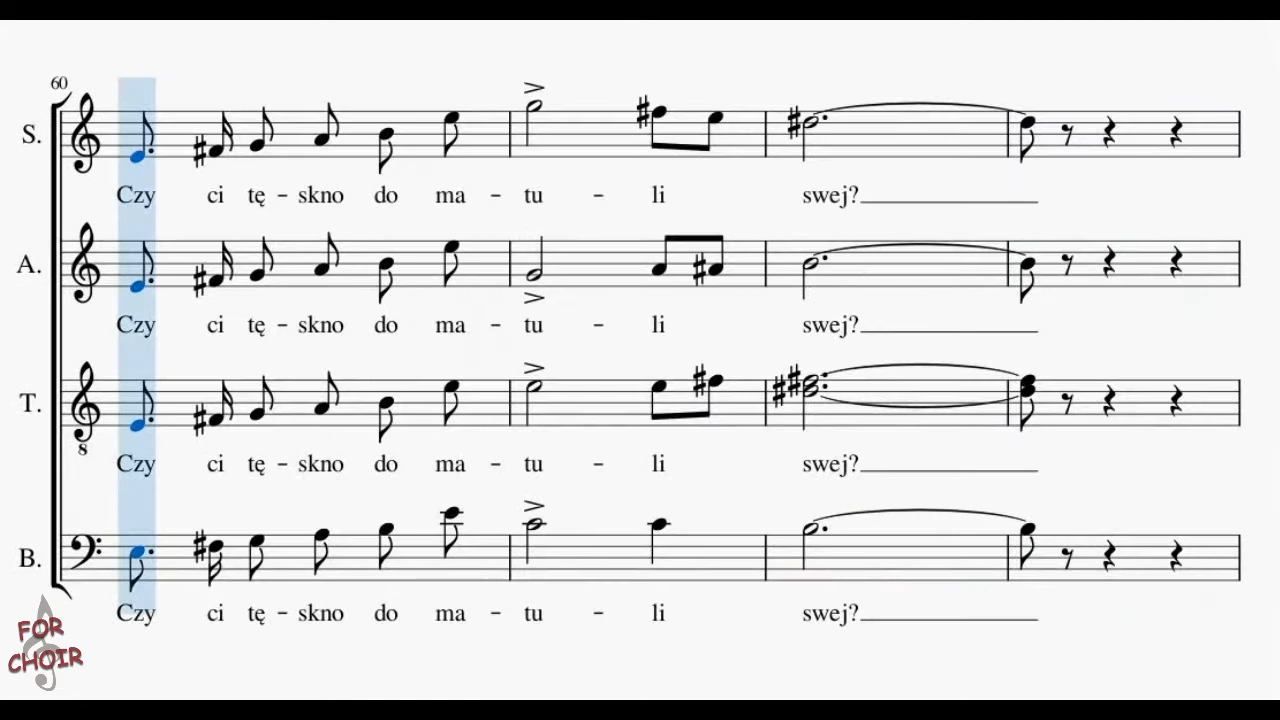 60
S.
Czy ci tę - skno do ma - tu - li swej?
A.
Czy ci tę - skno do ma - tu - li swej?
T.
8
Czy ci tę - skno do ma - tu - li swej?
B.
Czy ci tę - skno do ma - tu - li swej?
FOR
CHOIR